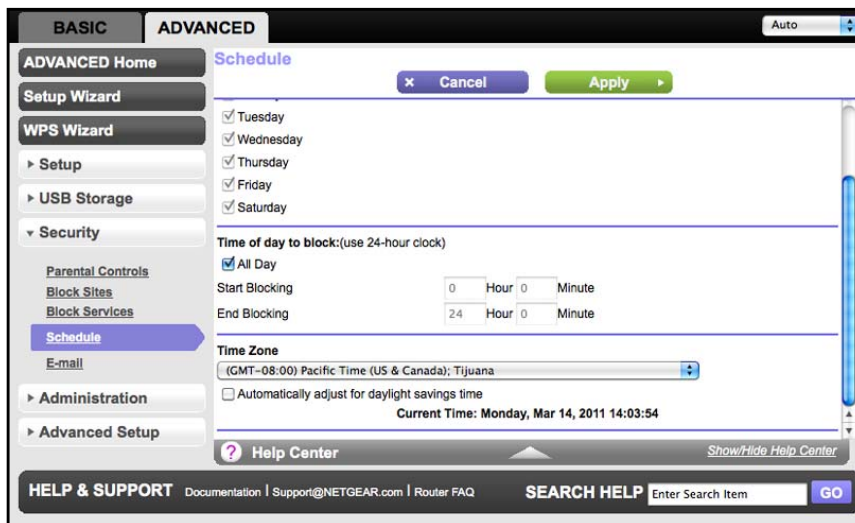 BASIC ADVANCED Auto
ADVANCED Home
Setup Wizard
WPS Wizard
Setup
USB Storage
Security
Parental Controls
Block Sites
Block Services
Schedule
E-mail
Administration
Advanced Setup
Schedule
Cancel Apply
Tuesday
Wednesday
Thursday
Friday
Saturday
Time of day to block:(use 24-hour clock)
All Day
Start Blocking 0 Hour 0 Minute
End Blocking 24 Hour 0 Minute
Time Zone
(GMT-08:00) Pacific Time (US & Canada); Tijuana
Automatically adjust for daylight savings time
Current Time: Monday, Mar 14, 2011 14:03:54
? Help Center Show/Hide Help Center
HELP & SUPPORT Documentation | Support@NETGEAR.com | Router FAQ SEARCH HELP Enter Search Item GO